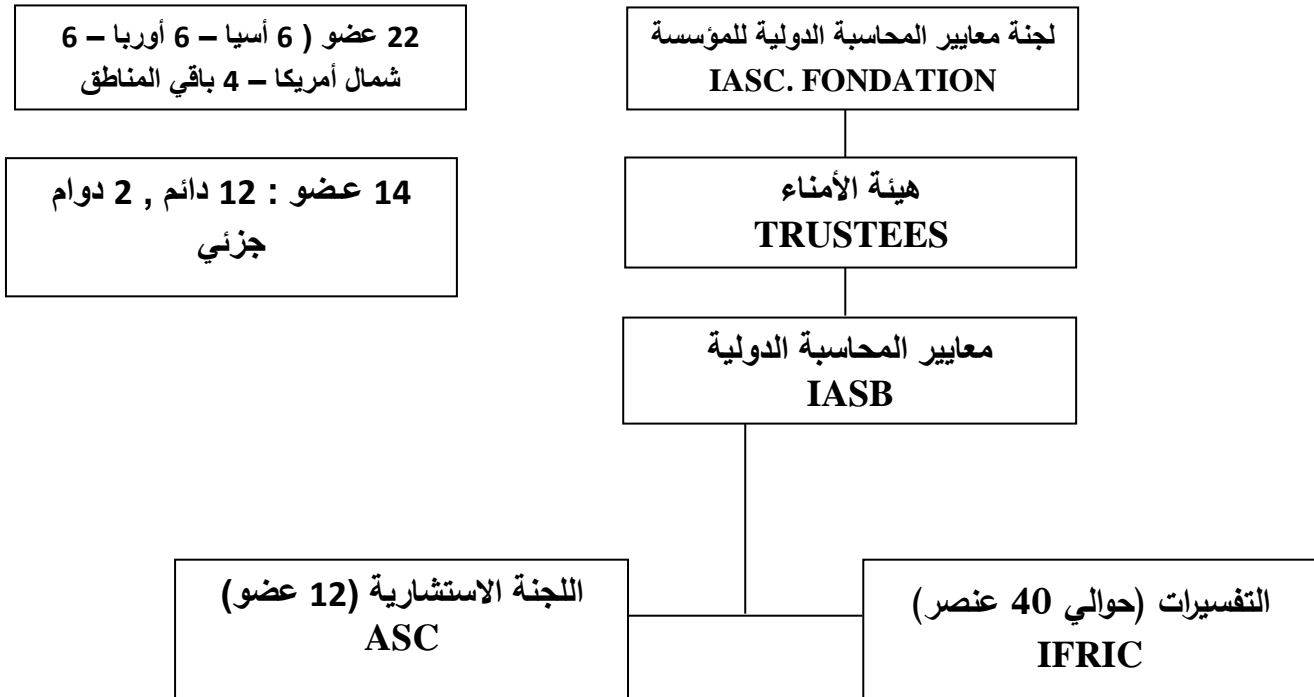 لجنة معايير المحاسبة الدولية للمؤسسة
IASC. FONDATION
22 عضو ( 6 أسيا – 6 أوربا – 6
شمال أمريكا – 4 باقي المناطق
هيئة الأمناء
TRUSTEES
14 عضو : 12 دائم , 2 دوام
جزئي
معايير المحاسبة الدولية
IASB
التفسيرات (حوالي 40 عنصر)
IFRIC
اللجنة الاستشارية (12 عضو)
ASC